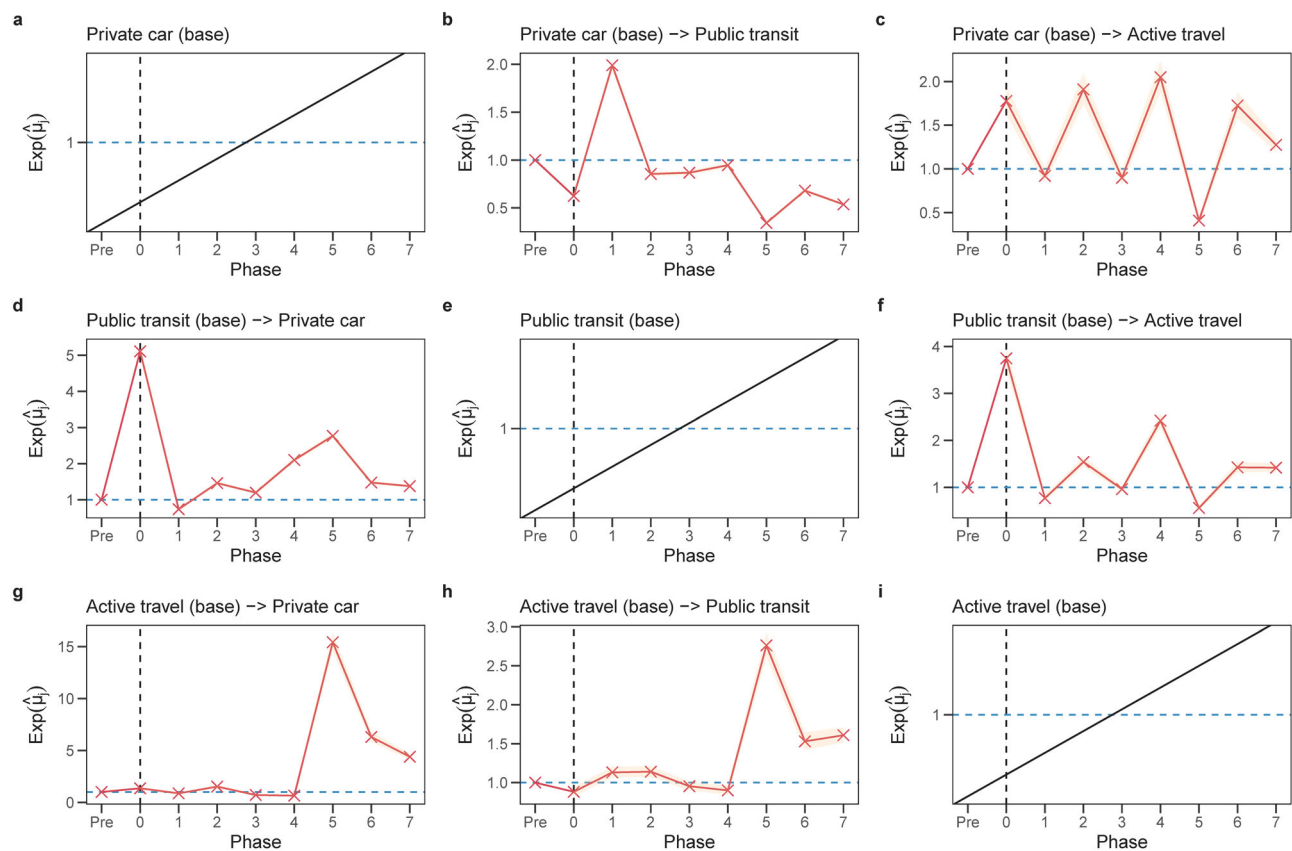 a
Private car (base)
Exp(μ̂j)
1
Pre 0 1 2 3 4 5 6 7
Phase
b
Private car (base) −> Public transit
Exp(μ̂j)
2.0
1.5
1.0
0.5
Pre 0 1 2 3 4 5 6 7
Phase
c
Private car (base) −> Active travel
Exp(μ̂j)
2.0
1.5
1.0
0.5
Pre 0 1 2 3 4 5 6 7
Phase
d
Public transit (base) −> Private car
Exp(μ̂j)
5
4
3
2
1
Pre 0 1 2 3 4 5 6 7
Phase
e
Public transit (base)
Exp(μ̂j)
1
Pre 0 1 2 3 4 5 6 7
Phase
f
Public transit (base) −> Active travel
Exp(μ̂j)
4
3
2
1
Pre 0 1 2 3 4 5 6 7
Phase
g
Active travel (base) −> Private car
Exp(μ̂j)
15
10
5
0
Pre 0 1 2 3 4 5 6 7
Phase
h
Active travel (base) −> Public transit
Exp(μ̂j)
3.0
2.5
2.0
1.5
1.0
Pre 0 1 2 3 4 5 6 7
Phase
i
Active travel (base)
Exp(μ̂j)
1
Pre 0 1 2 3 4 5 6 7
Phase